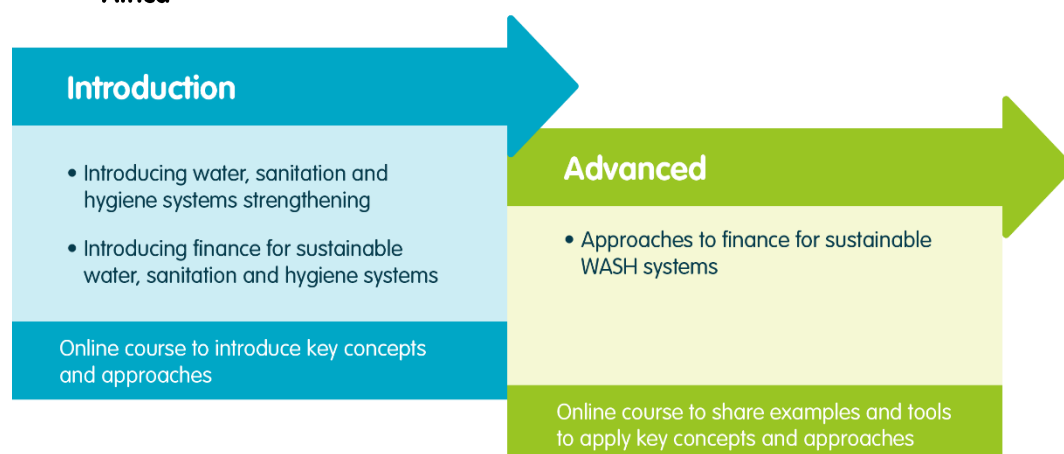 Africa
Introduction
• Introducing water, sanitation and
hygiene systems strengthening
• Introducing finance for sustainable
water, sanitation and hygiene systems
Online course to introduce key concepts
and approaches
Advanced
• Approaches to finance for sustainable
WASH systems
Online course to share examples and tools
to apply key concepts and approaches